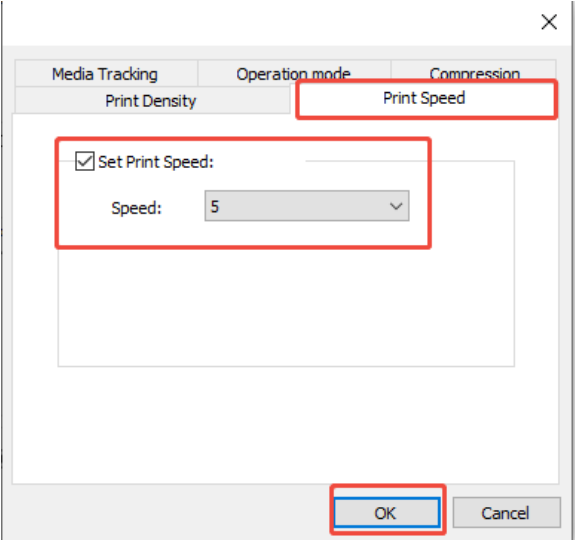 Media Tracking Operation mode Compression
Print Density Print Speed
Set Print Speed:
Speed: 5
OK Cancel